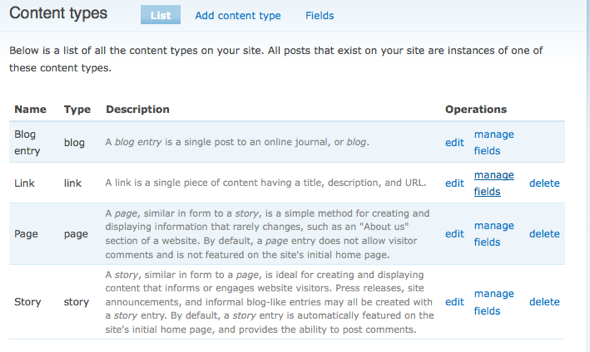 Content types List Add content type Fields
Below is a list of all the content types on your site. All posts that exist on your site are instances of one of
these content types.
Name Type Description Operations
Blog entry blog A blog entry is a single post to an online journal, or blog. edit manage fields
Link link A link is a single piece of content having a title, description, and URL. edit manage fields delete
Page page A page, similar in form to a story, is a simple method for creating and
displaying information that rarely changes, such as an "About us"
section of a website. By default, a page entry does not allow visitor
comments and is not featured on the site's initial home page. edit manage fields delete
Story story A story, similar in form to a page, is ideal for creating and displaying
content that informs or engages website visitors. Press releases, site
announcements, and informal blog-like entries may all be created with
a story entry. By default, a story entry is automatically featured on the
site's initial home page, and provides the ability to post comments. edit manage fields delete